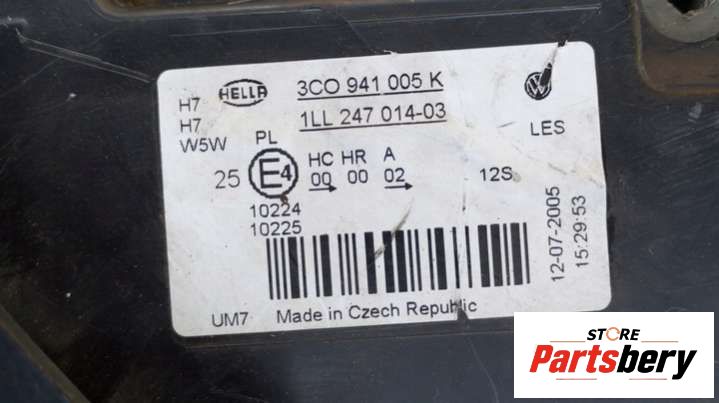 HELLA
3CO 941 005 K
1LL 247 014-03
H7
H7
W5W
PL
LES
HC HR A
25 E4 00 00 02 12S
10224
10225
12-07-2005
15:29:53
UM7 Made in Czech Republic
STORE
Partsbery